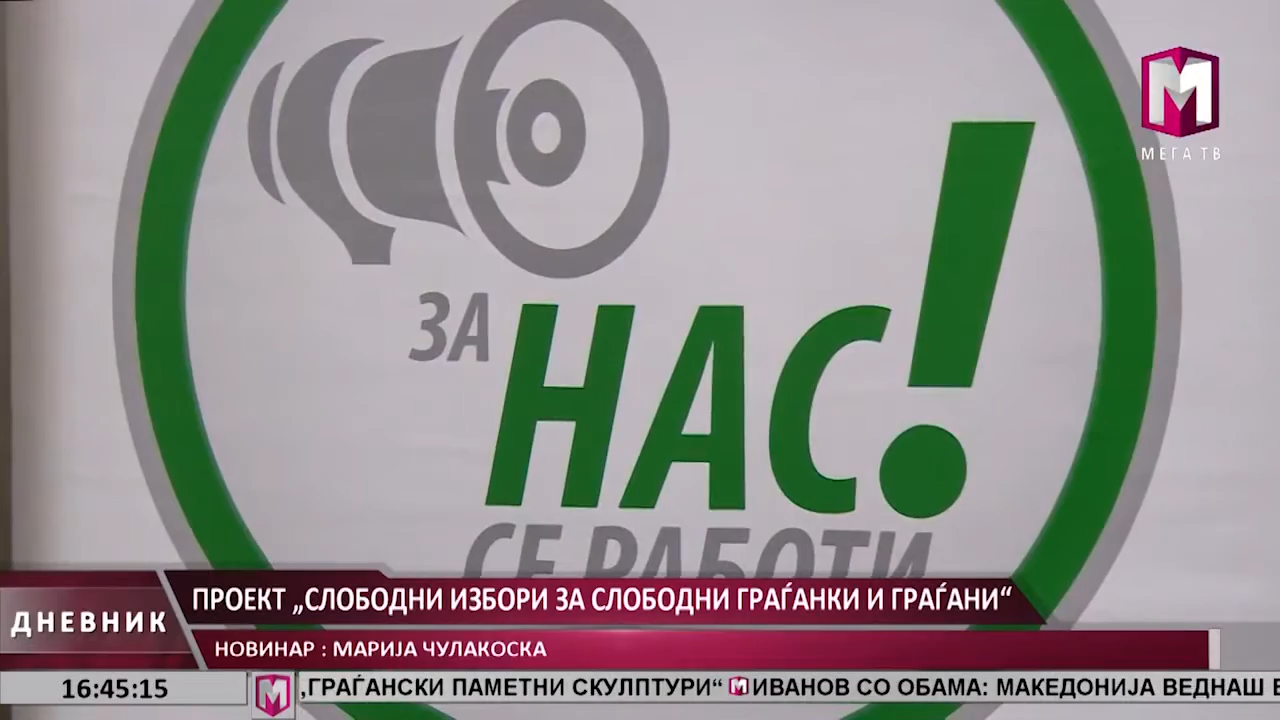 МЕГА ТВ
ЗА
НАС!
СЕ РАБОТИ
ПРОЕКТ „СЛОБОДНИ ИЗБОРИ ЗА СЛОБОДНИ ГРАЃАНКИ И ГРАЃАНИ“
ДНЕВНИК
НОВИНАР : МАРИЈА ЧУЛАКОСКА
16:45:15
„ГРАЃАНСКИ ПАМЕТНИ СКУЛПТУРИ“ ИВАНОВ СО ОБАМА: МАКЕДОНИЈА ВЕДНАШ